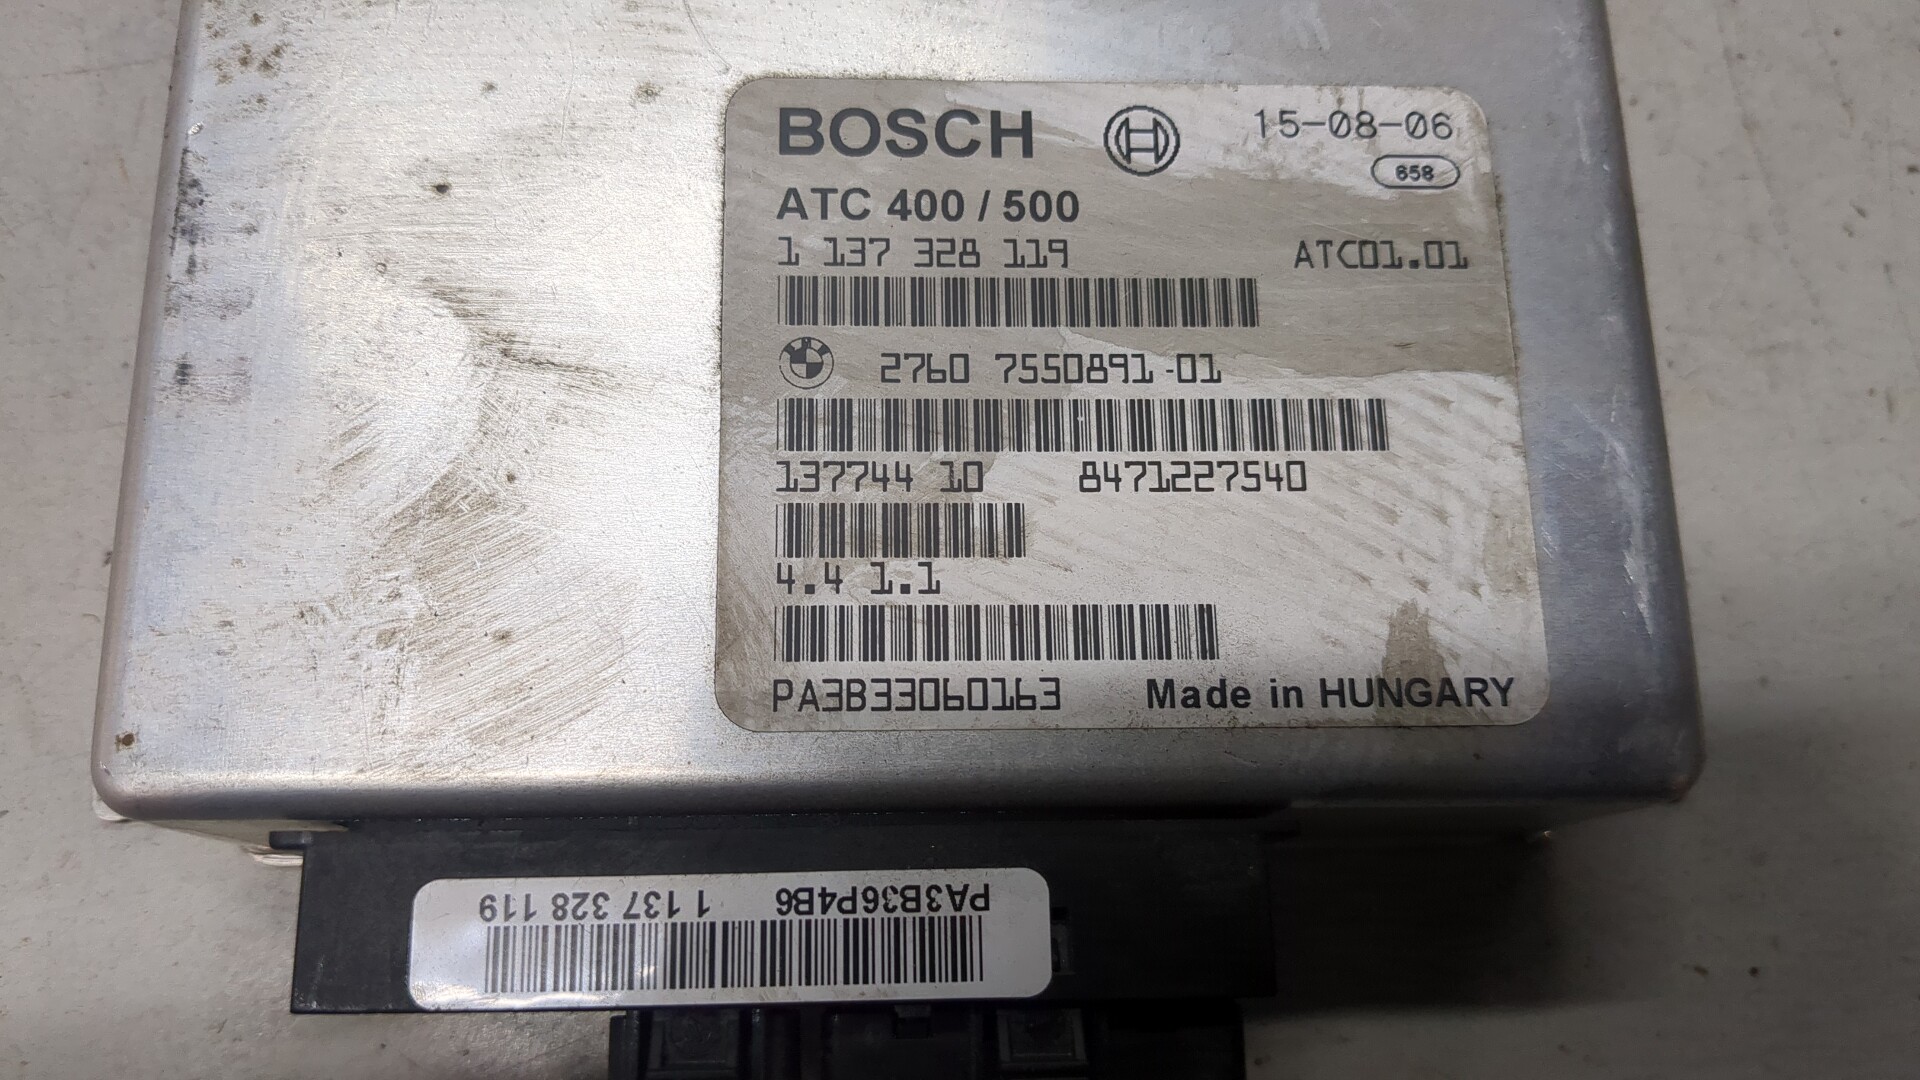 BOSCH 15-08-06
658
ATC 400 / 500
1 137 328 119 ATC01.01
2760 7550891-01
137744 10 8471227540
4.4 1.1
PA3B33060163 Made in HUNGARY
PA3B36P4B6 1 137 328 119